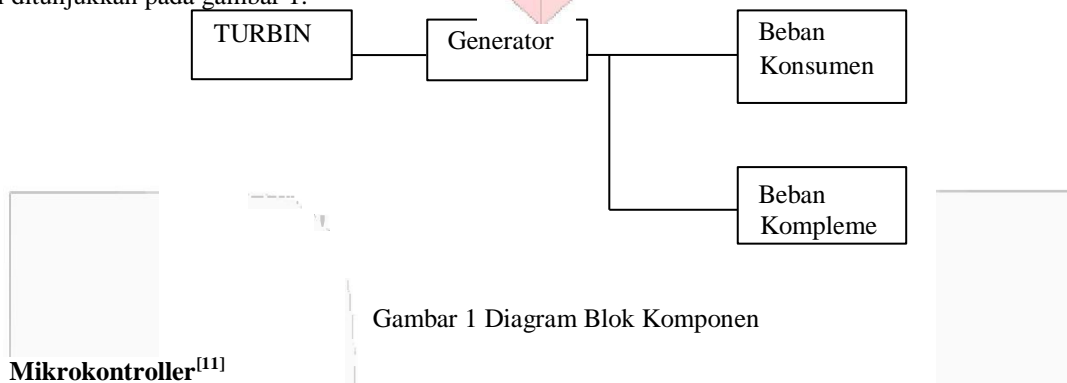 ditunjukkan pada gambar 1.
TURBIN
Generator
Beban
Konsumen
Beban
Kompleme
Gambar 1 Diagram Blok Komponen
Mikrokontroller[11]